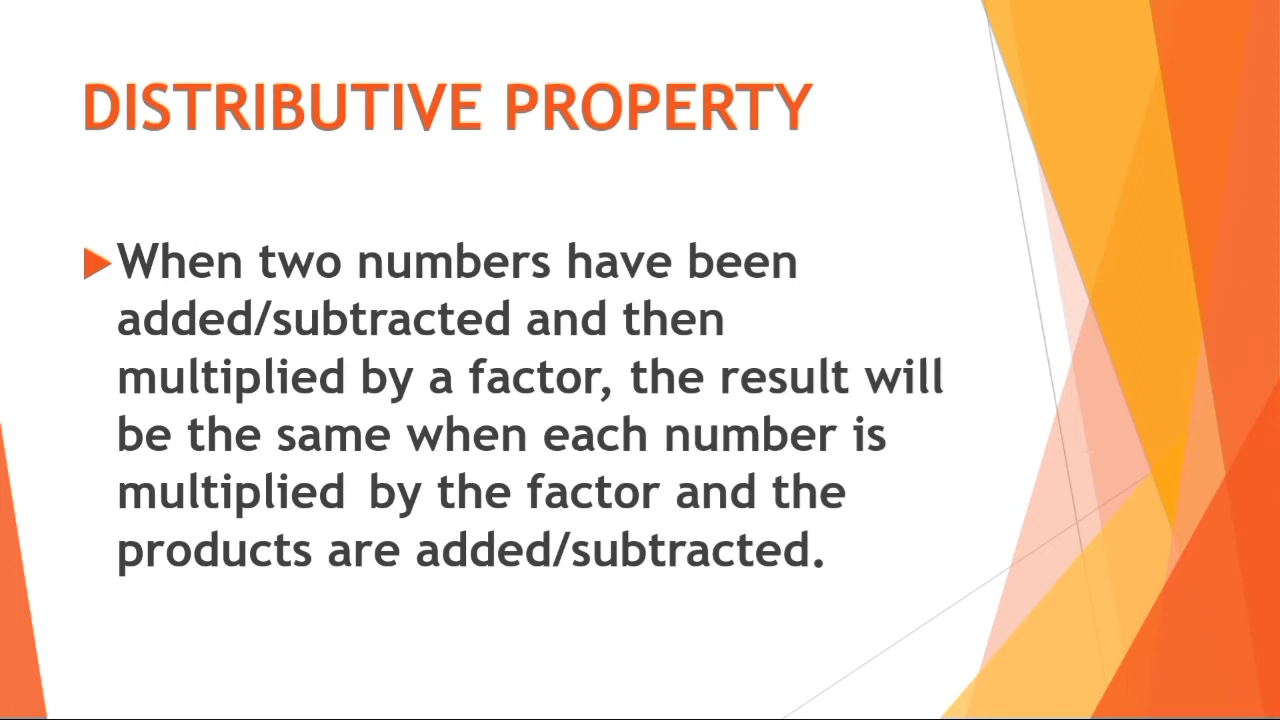 DISTRIBUTIVE PROPERTY
When two numbers have been
added/subtracted and then
multiplied by a factor, the result will
be the same when each number is
multiplied by the factor and the
products are added/subtracted.